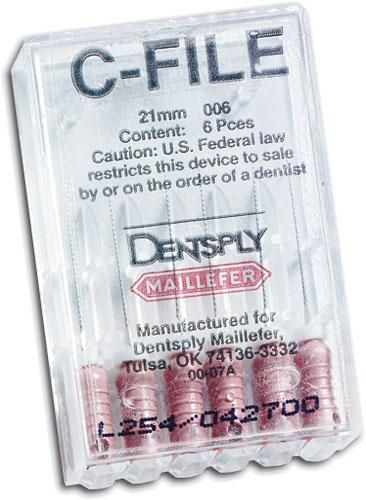 C-FILE
21mm 006
Content: 6 Pces
Caution: U.S. Federal law
restricts this device to sale
by or on the order of a dentist
DENTSPLY
MAILLEFER
Manufactured for
Dentsply Maillefer,
Tulsa, OK 74136-3332
00-07A
L254 042700